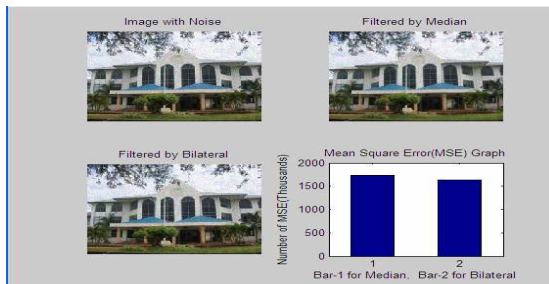 Image with Noise
Filtered by Median
Filtered by Bilateral
Mean Square Error(MSE) Graph
Number of MSE(Thousands)
2000
1500
1000
500
0
1 2
Bar-1 for Median, Bar-2 for Bilateral